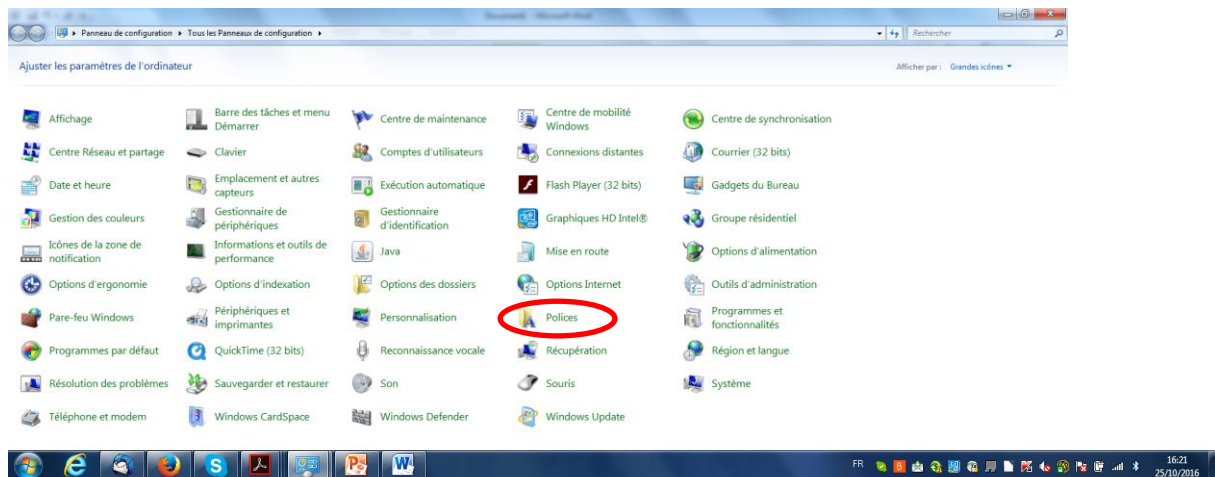 Document1 - Microsoft Word
Panneau de configuration ▸ Tous les Panneaux de configuration ▸
Rechercher
Ajuster les paramètres de l'ordinateur
Afficher par : Grandes icônes
Affichage
Barre des tâches et menu
Démarrer
Centre de maintenance
Centre de mobilité
Windows
Centre de synchronisation
Centre Réseau et partage
Clavier
Comptes d'utilisateurs
Connexions distantes
Courrier (32 bits)
Date et heure
Emplacement et autres
capteurs
Exécution automatique
Flash Player (32 bits)
Gadgets du Bureau
Gestion des couleurs
Gestionnaire de
périphériques
Gestionnaire
d'identification
Graphiques HD Intel®
Groupe résidentiel
Icônes de la zone de
notification
Informations et outils de
performance
Java
Mise en route
Options d'alimentation
Options d'ergonomie
Options d'indexation
Options des dossiers
Options Internet
Outils d'administration
Pare-feu Windows
Périphériques et
imprimantes
Personnalisation
Polices
Programmes et
fonctionnalités
Programmes par défaut
QuickTime (32 bits)
Reconnaissance vocale
Récupération
Région et langue
Résolution des problèmes
Sauvegarder et restaurer
Son
Souris
Système
Téléphone et modem
Windows CardSpace
Windows Defender
Windows Update
FR
16:21
25/10/2016